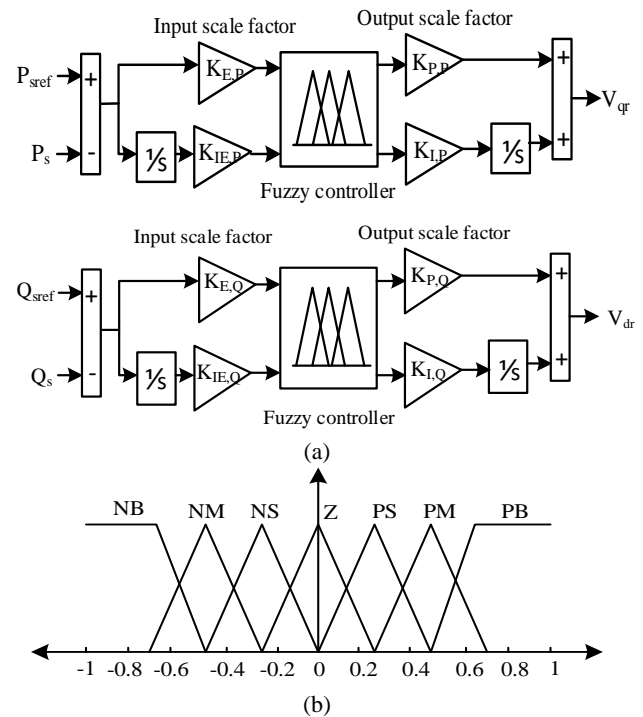 Input scale factor
Output scale factor
P_sref
+
K_E,P
K_P,P
+
V_qr
P_s
-
1/s
K_IE,P
K_I,P
1/s
+
Fuzzy controller
Input scale factor
Output scale factor
Q_sref
+
K_E,Q
K_P,Q
+
V_dr
Q_s
-
1/s
K_IE,Q
K_I,Q
1/s
+
Fuzzy controller
(a)
NB NM NS Z PS PM PB
-1 -0.8 -0.6 -0.4 -0.2 0 0.2 0.4 0.6 0.8 1
(b)